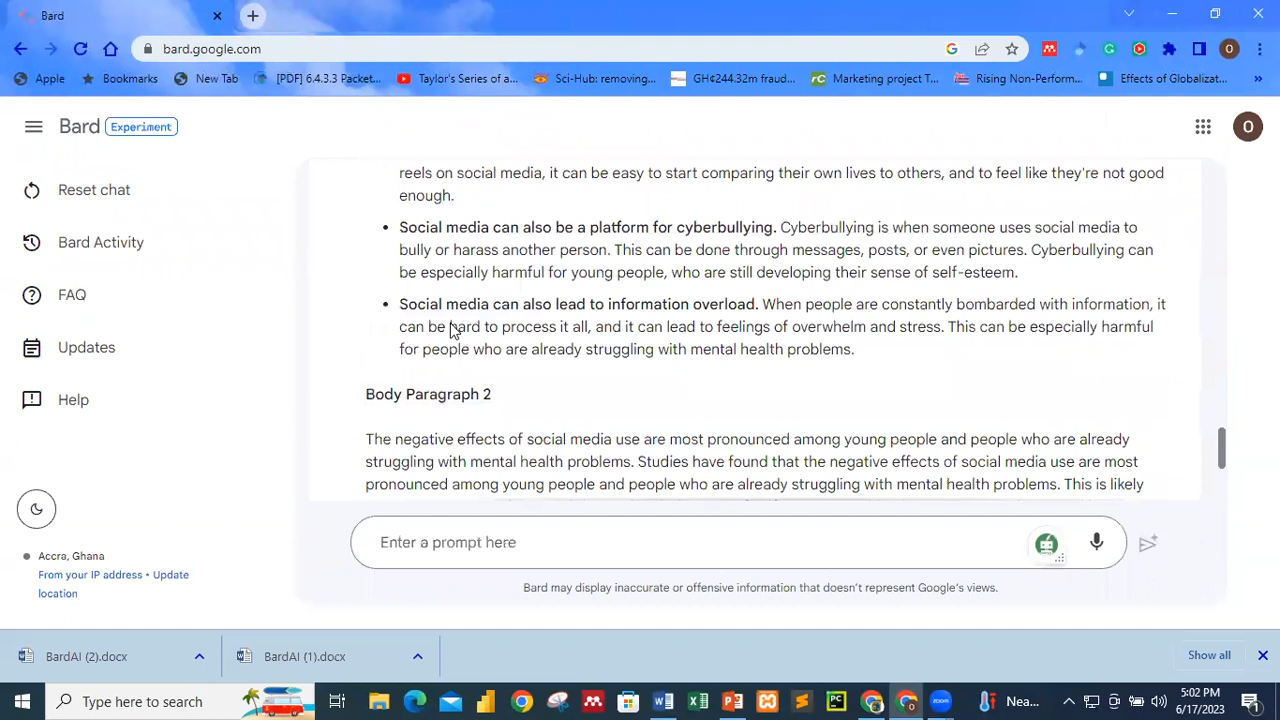 Bard
bard.google.com
O
Apple
Bookmarks
New Tab
[PDF] 6.4.3.3 Packet...
Taylor's Series of a...
Sci-Hub: removing...
GH¢244.32m fraud...
Marketing project T...
Rising Non-Perform...
Effects of Globalizat...
»
Bard
Experiment
O
Reset chat
Bard Activity
FAQ
Updates
Help
Accra, Ghana
From your IP address • Update
location
reels on social media, it can be easy to start comparing their own lives to others, and to feel like they're not good
enough.
• Social media can also be a platform for cyberbullying. Cyberbullying is when someone uses social media to
bully or harass another person. This can be done through messages, posts, or even pictures. Cyberbullying can
be especially harmful for young people, who are still developing their sense of self-esteem.
• Social media can also lead to information overload. When people are constantly bombarded with information, it
can be hard to process it all, and it can lead to feelings of overwhelm and stress. This can be especially harmful
for people who are already struggling with mental health problems.
Body Paragraph 2
The negative effects of social media use are most pronounced among young people and people who are already
struggling with mental health problems. Studies have found that the negative effects of social media use are most
pronounced among young people and people who are already struggling with mental health problems. This is likely
Enter a prompt here
Bard may display inaccurate or offensive information that doesn't represent Google's views.
BardAI (2).docx
BardAI (1).docx
Show all
Type here to search
PC
zoom
Nea...
5:02 PM
6/17/2023